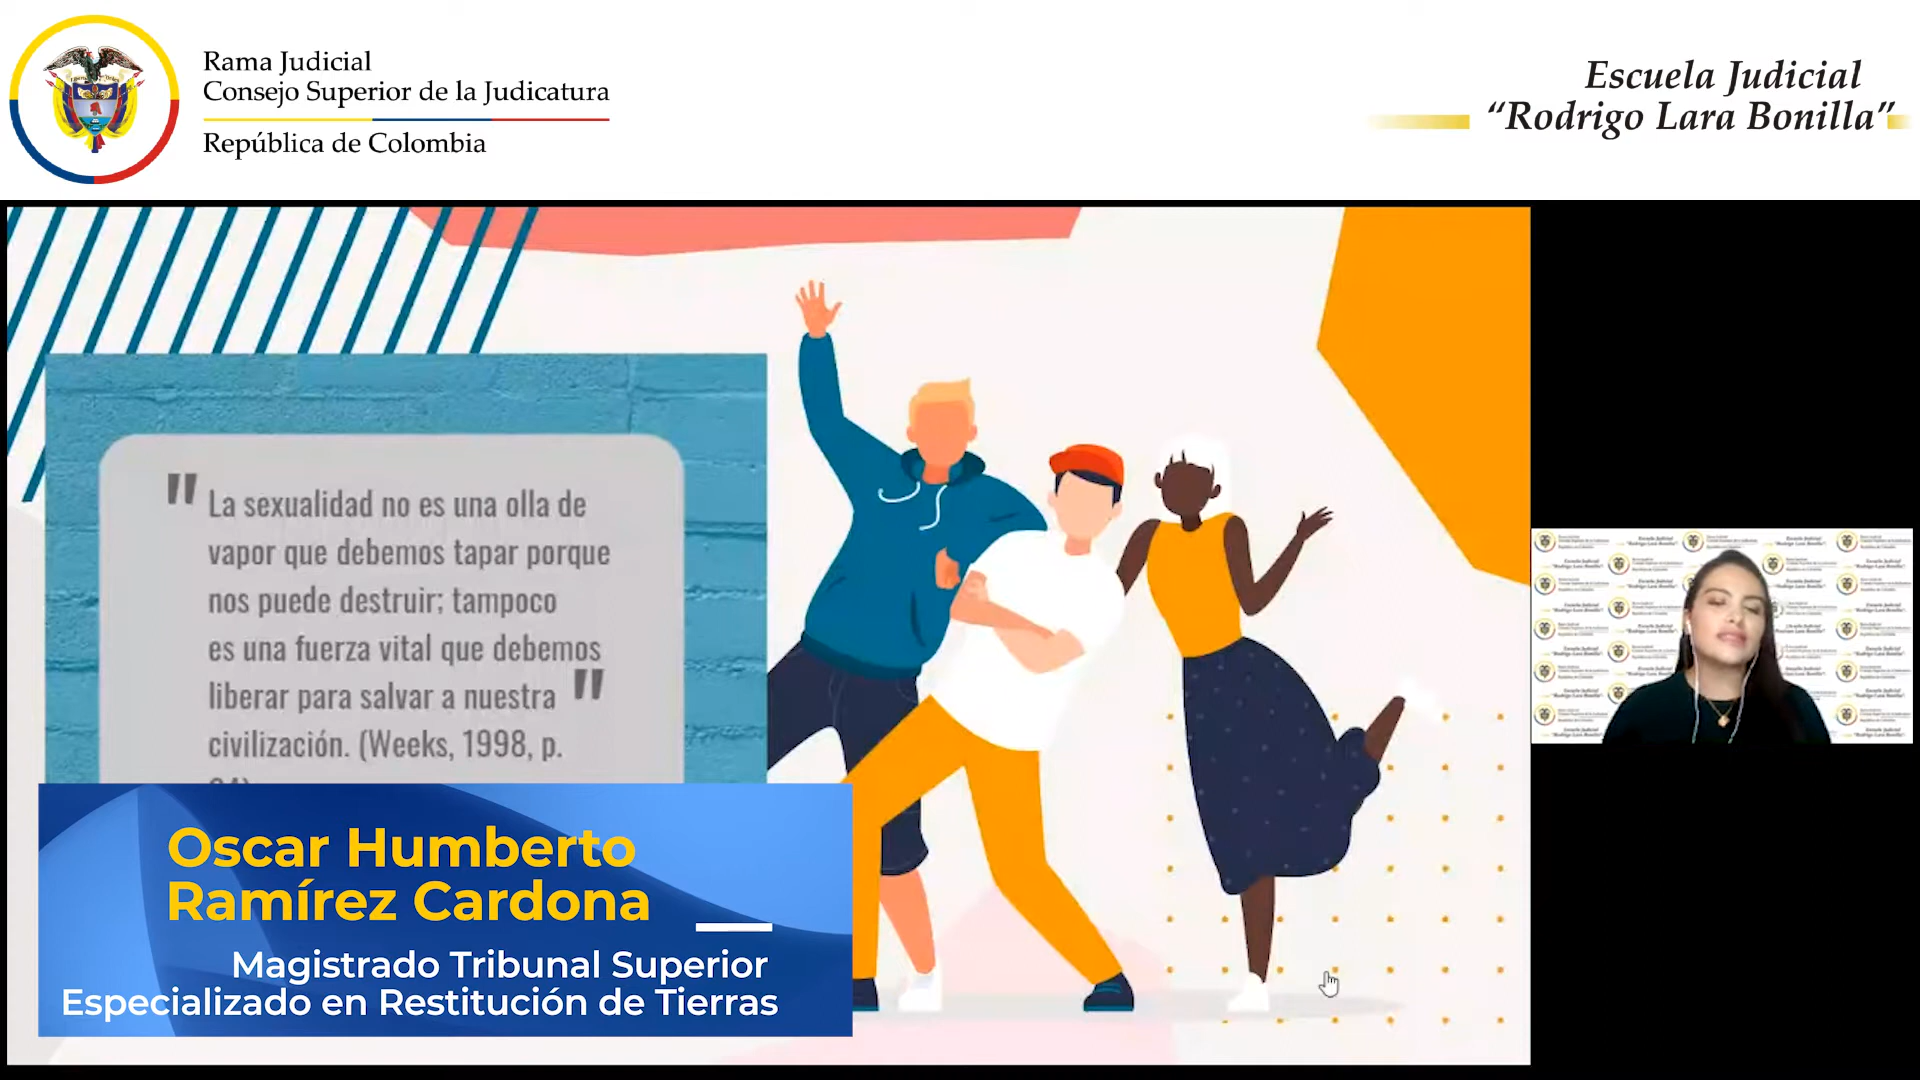 Rama Judicial
Consejo Superior de la Judicatura
República de Colombia
Escuela Judicial
“Rodrigo Lara Bonilla”
" La sexualidad no es una olla de
vapor que debemos tapar porque
nos puede destruir; tampoco
es una fuerza vital que debemos
liberar para salvar a nuestra "
civilización. (Weeks, 1998, p.
Oscar Humberto
Ramírez Cardona
Magistrado Tribunal Superior
Especializado en Restitución de Tierras